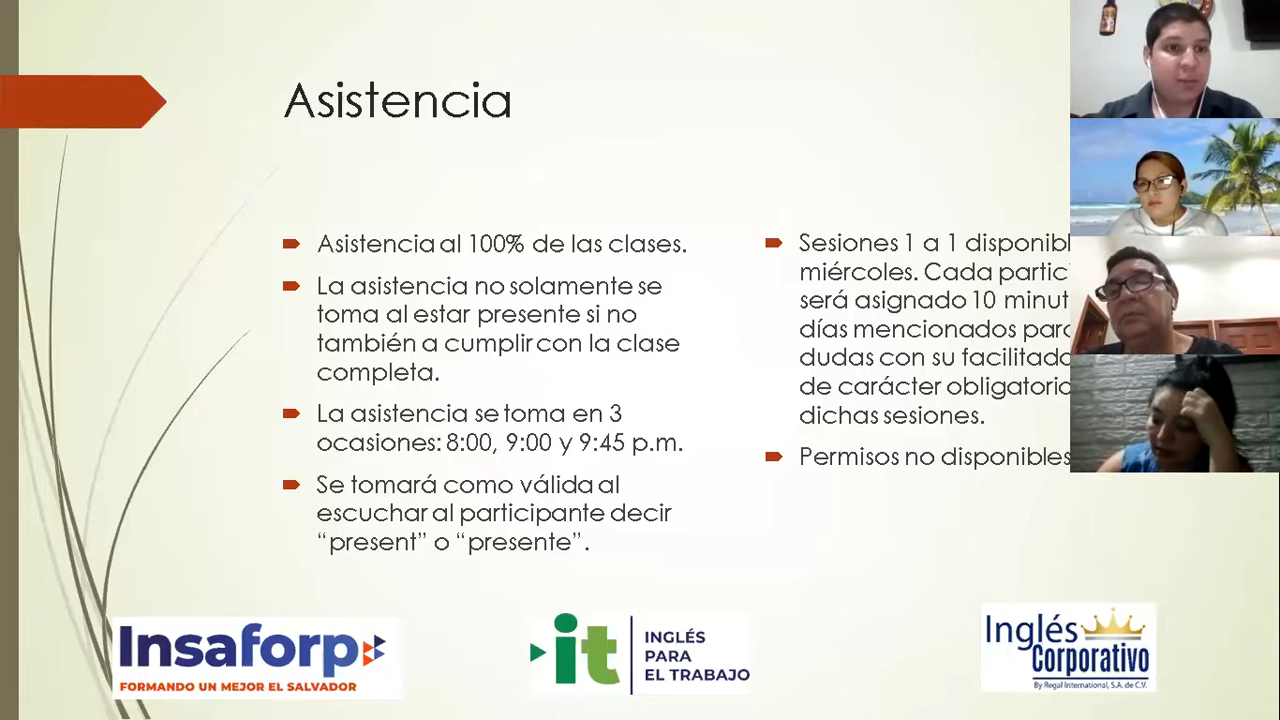 Asistencia
Asistencia al 100% de las clases.
La asistencia no solamente se
toma al estar presente si no
también a cumplir con la clase
completa.
La asistencia se toma en 3
ocasiones: 8:00, 9:00 y 9:45 p.m.
Se tomará como válida al
escuchar al participante decir
“present” o “presente”.
Sesiones 1 a 1
miércoles. Cada
será asignado 10
días mencionados
dudas con su
de carácter
dichas sesiones.
Permisos no disponibles
Insaforp
FORMANDO UN MEJOR EL SALVADOR
it
INGLÉS
PARA
EL TRABAJO
Inglés
Corporativo
By Regal International, S.A. de C.V.